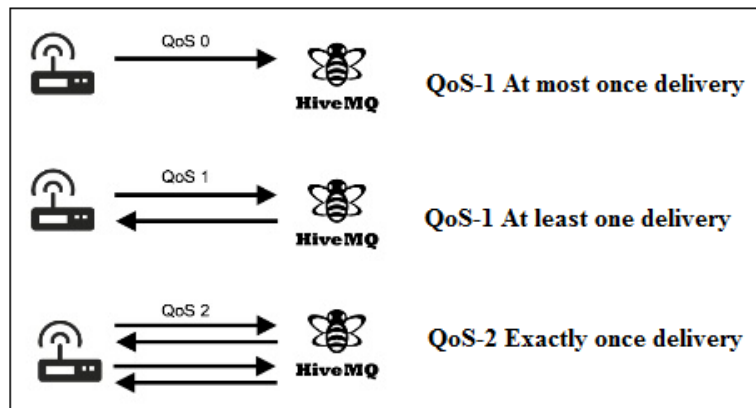 QoS 0
HiveMQ
QoS-1 At most once delivery
QoS 1
HiveMQ
QoS-1 At least one delivery
QoS 2
HiveMQ
QoS-2 Exactly once delivery